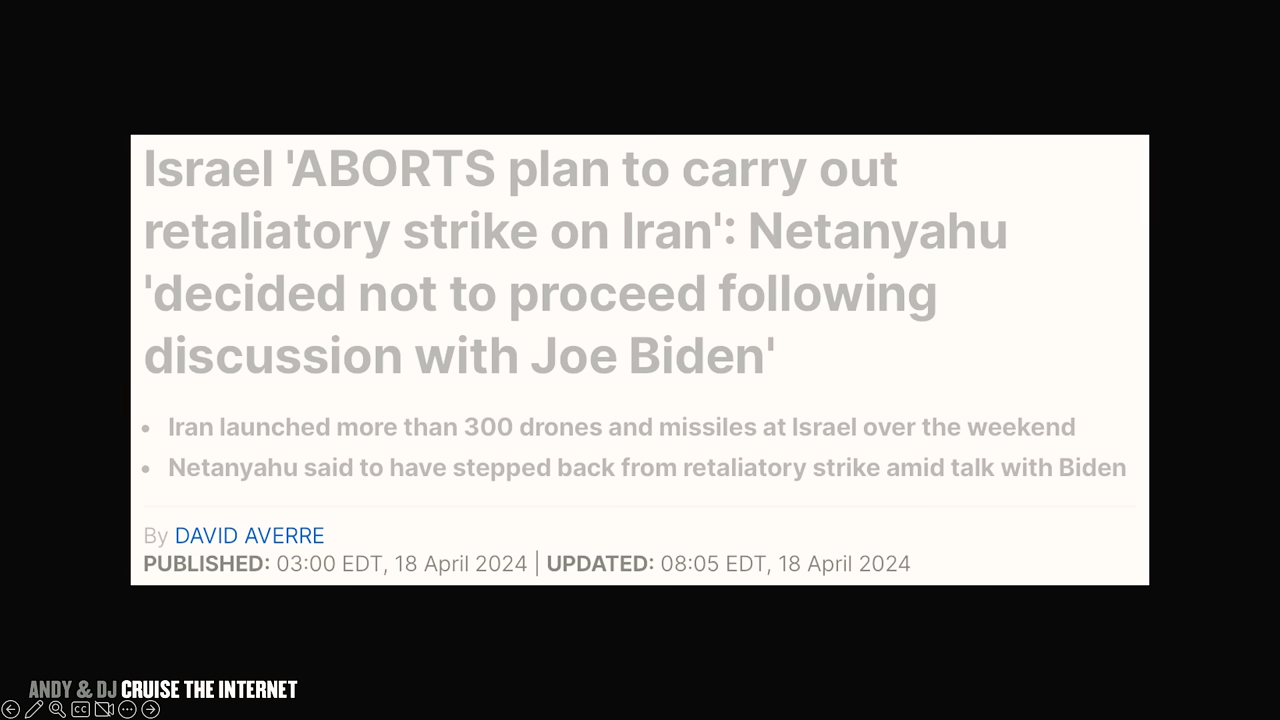 Israel 'ABORTS plan to carry out
retaliatory strike on Iran': Netanyahu
'decided not to proceed following
discussion with Joe Biden'
• Iran launched more than 300 drones and missiles at Israel over the weekend
• Netanyahu said to have stepped back from retaliatory strike amid talk with Biden
By DAVID AVERRE
PUBLISHED: 03:00 EDT, 18 April 2024 | UPDATED: 08:05 EDT, 18 April 2024
ANDY & DJ CRUISE THE INTERNET
CC